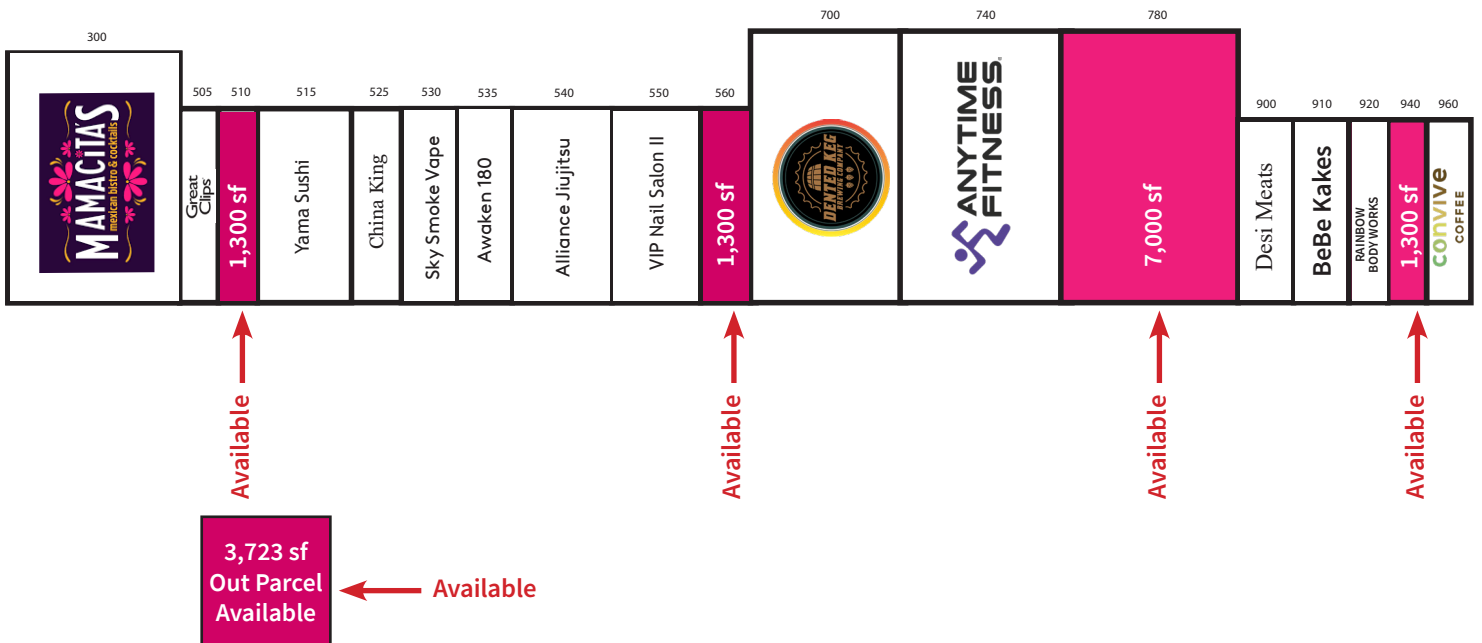 300
505
510
515
525
530
535
540
550
560
700
740
780
900
910
920
940
960
MAMACITAS
mexican bistro & cocktails
Great
Clips
1,300 sf
Yama Sushi
China King
Sky Smoke Vape
Awaken 180
Alliance Jiujitsu
VIP Nail Salon II
1,300 sf
DENTED KEG
BREWING COMPANY
ANYTIME
FITNESS
7,000 sf
Desi Meats
BeBe Kakes
RAINBOW
BODY WORKS
1,300 sf
convive
COFFEE
Available
Available
Available
Available
3,723 sf
Out Parcel
Available
Available